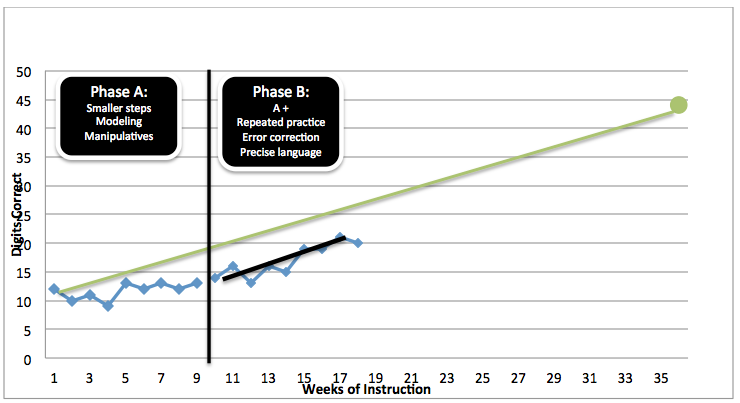 50
45
40
35
30
25
20
15
10
5
0
Digits Correct
Phase A:
Smaller steps
Modeling
Manipulatives
Phase B:
A +
Repeated practice
Error correction
Precise language
1 3 5 7 9 11 13 15 17 19 21 23 25 27 29 31 33 35
Weeks of Instruction